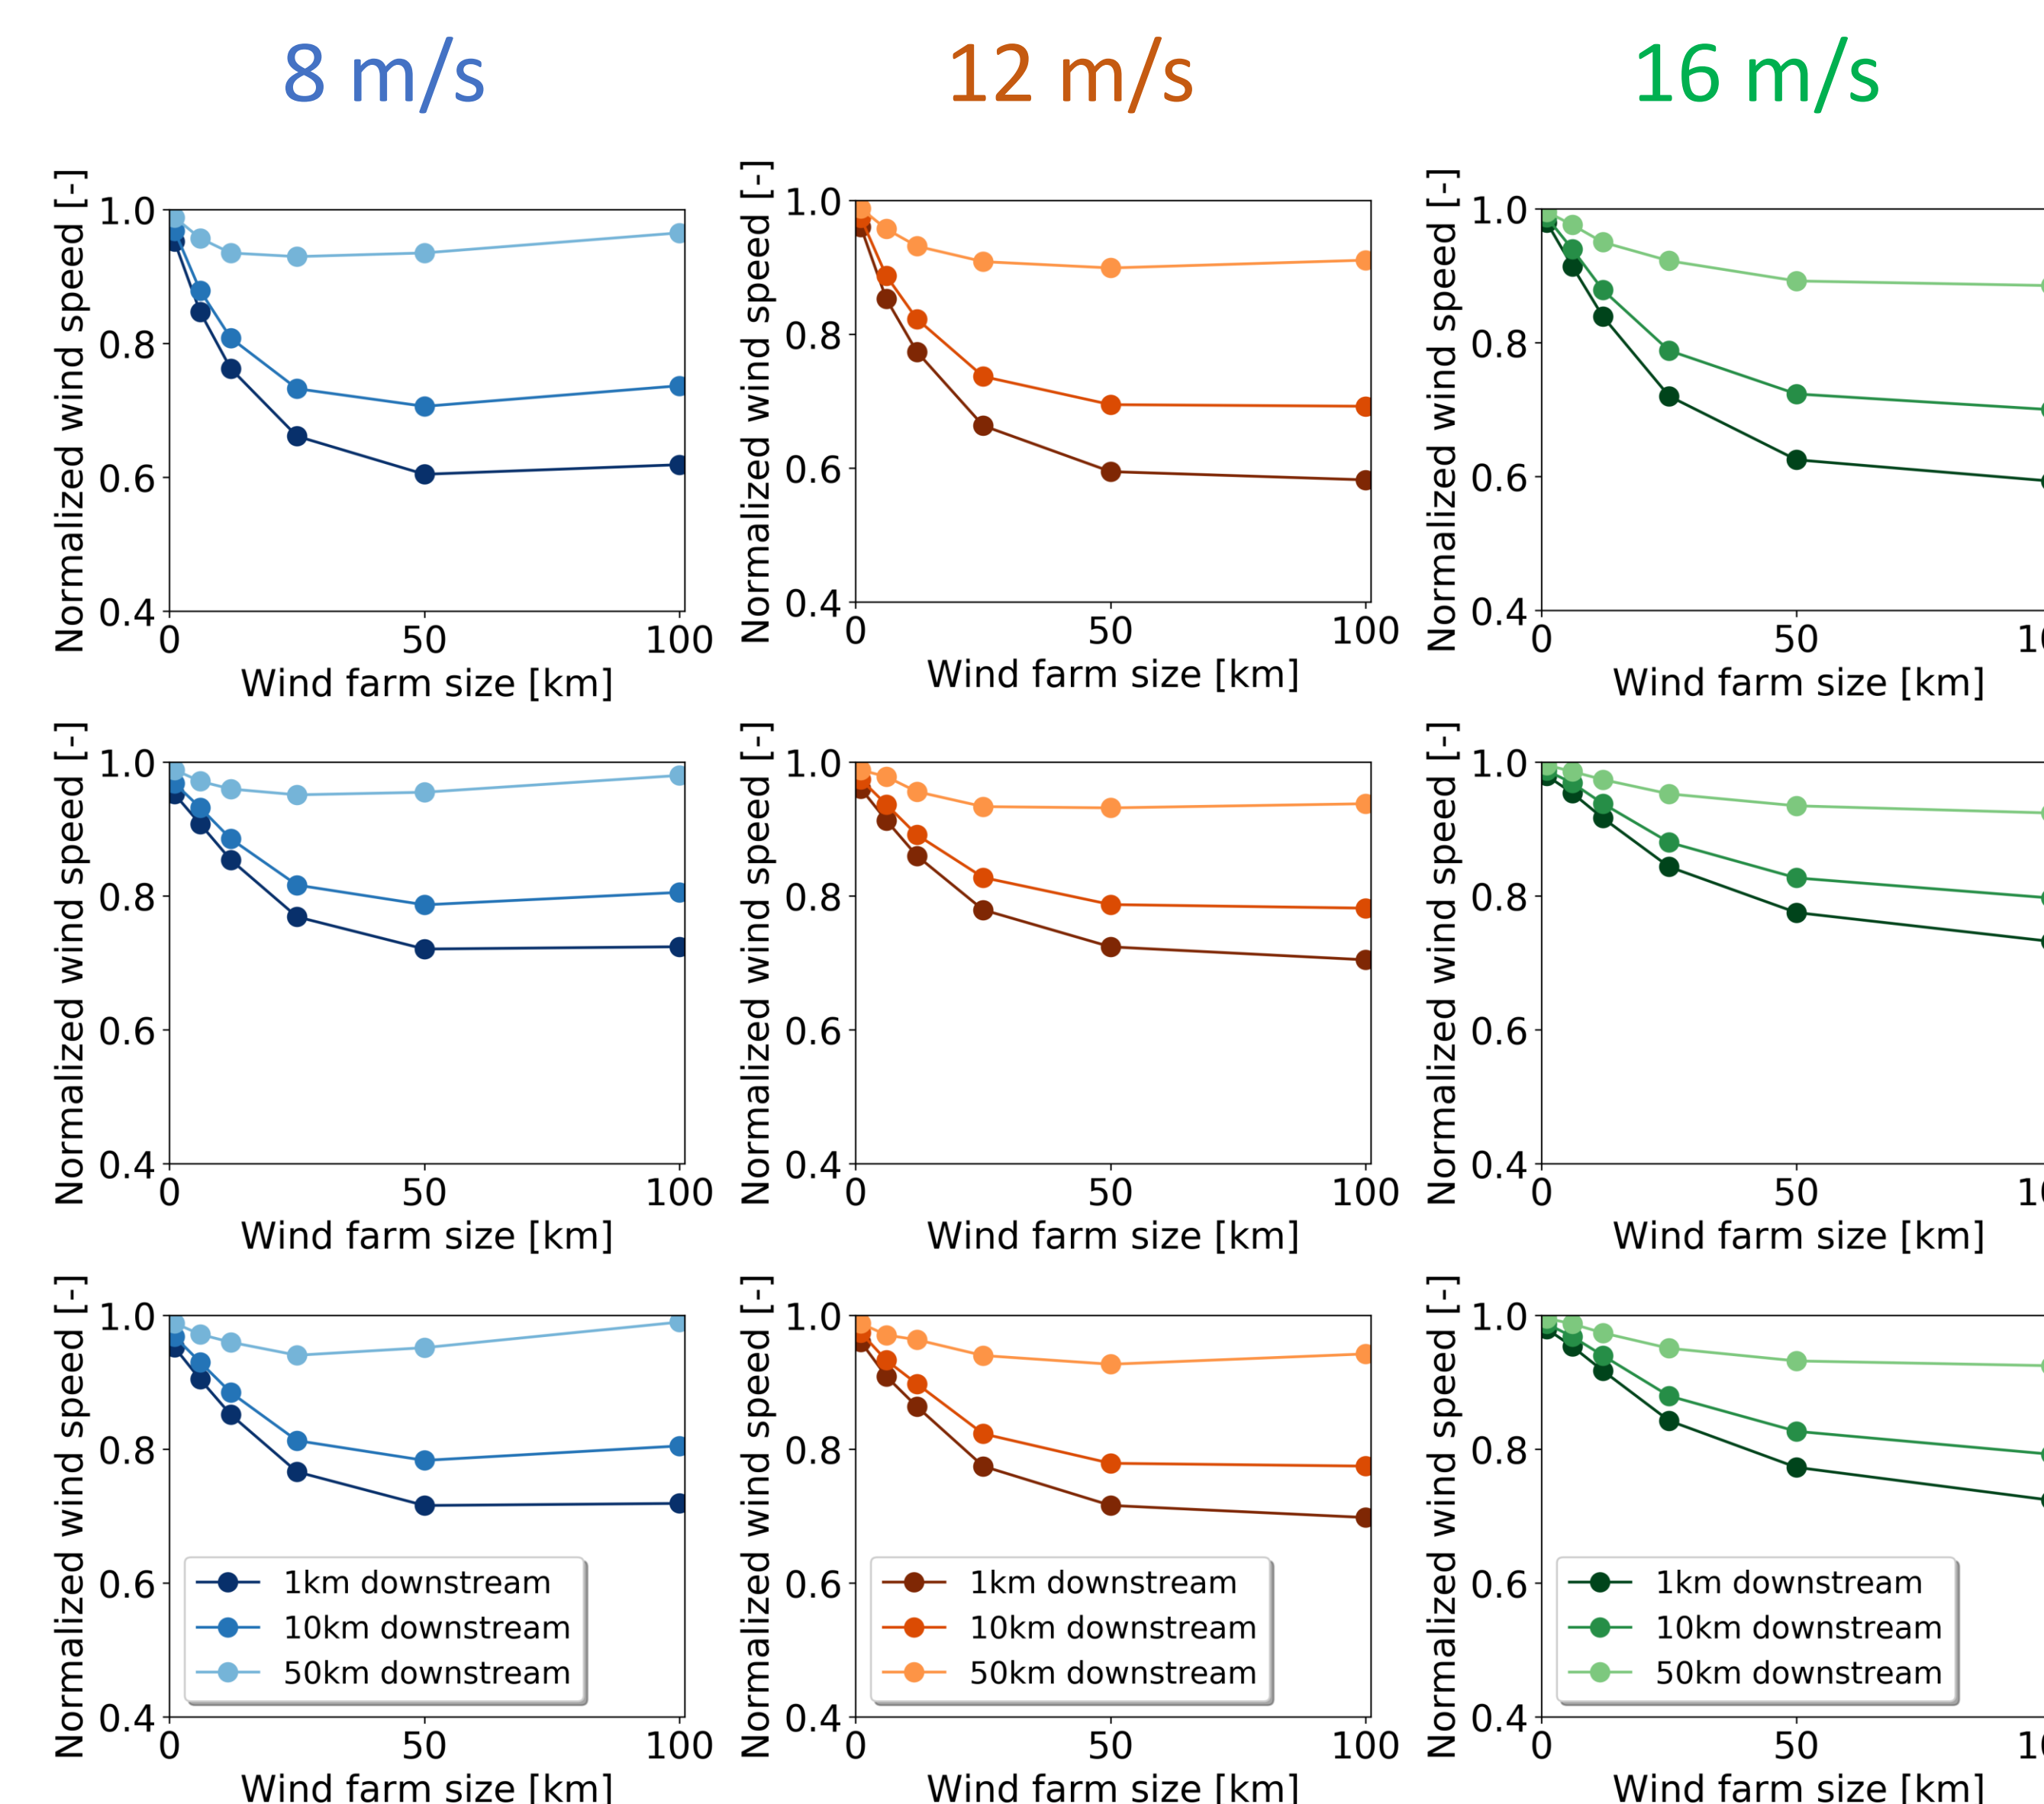 8 m/s 12 m/s 16 m/s
Normalized wind speed [-] Normalized wind speed [-] Normalized wind speed [-]
1.0 1.0 1.0
0.8 0.8 0.8
0.6 0.6 0.6
0.4 0.4 0.4
0 50 100 0 50 100 0 50
Wind farm size [km] Wind farm size [km] Wind farm size [km]
Normalized wind speed [-] Normalized wind speed [-] Normalized wind speed [-]
1.0 1.0 1.0
0.8 0.8 0.8
0.6 0.6 0.6
0.4 0.4 0.4
0 50 100 0 50 100 0 50
Wind farm size [km] Wind farm size [km] Wind farm size [km]
Normalized wind speed [-] Normalized wind speed [-] Normalized wind speed [-]
1.0 1.0 1.0
0.8 0.8 0.8
1km downstream 1km downstream 1km downstream
0.6 0.6 0.6
10km downstream 10km downstream 10km downstream
50km downstream 50km downstream 50km downstream
0.4 0.4 0.4
0 50 100 0 50 100 0 50
Wind farm size [km] Wind farm size [km] Wind farm size [km]